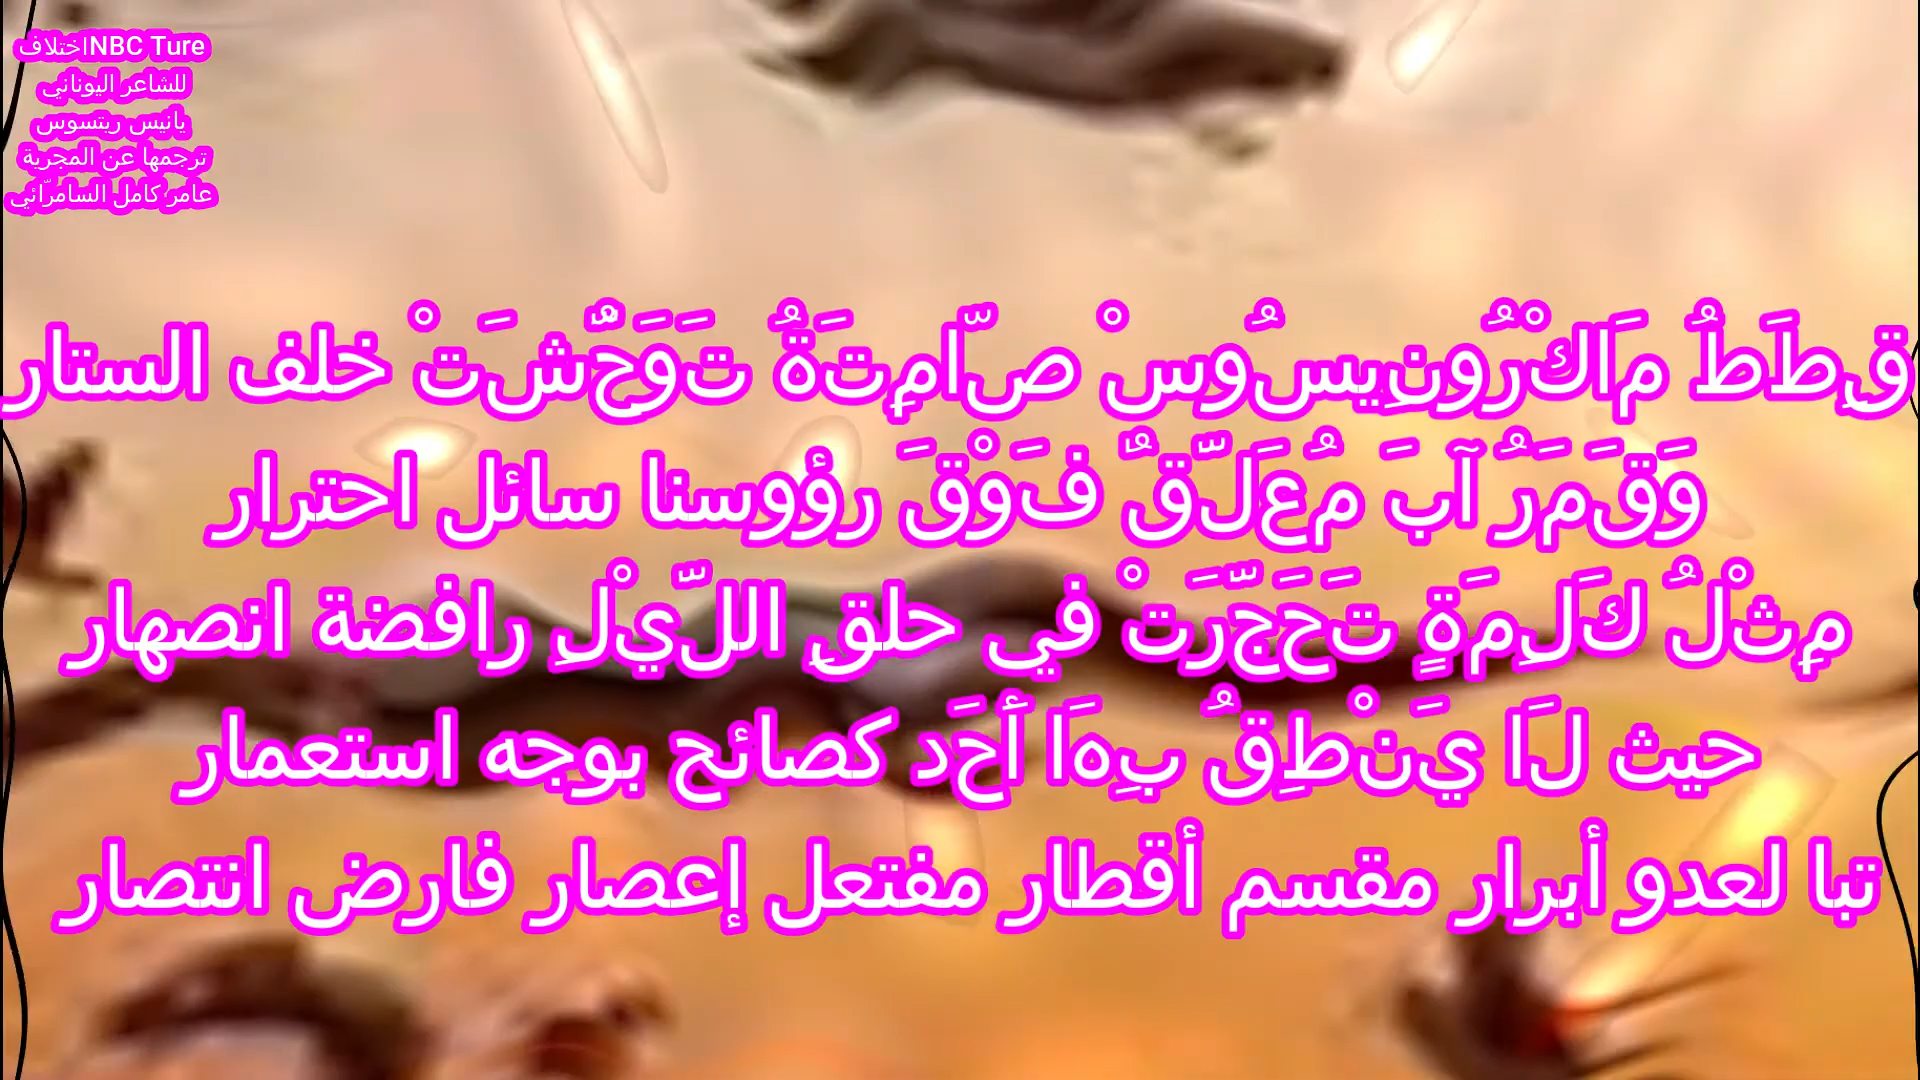 اختلافNBC Ture
للشاعر اليوناني
يانيس ريتسوس
ترجمها عن المجرية
عامر كامل السامرّائي
قِطَطُ مَاكْرُونِيسُوسْ صّامِتَةُ تَوَحٌّشَتْ خلف الستار
وَقَمَرُ آبَ مُعَلّقٌ فَوْقَ رؤوسنا سائل احترار
مِثْلُ كَلِمَةٍ تَحَجّرَتْ في حلقِ اللّيْلِ رافضة انصهار
حيث لَا يَنْطِقُ بِهَا أَحَد كصائح بوجه استعمار
تبا لعدو أبرار مقسم أقطار مفتعل إعصار فارض انتصار